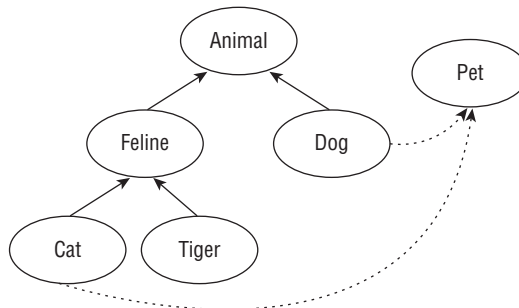 Animal
Pet
Feline
Dog
Cat
Tiger